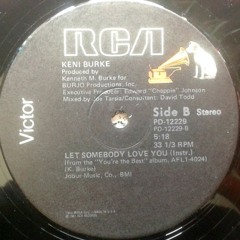 RCA
Victor
KENI BURKE
Produced by
Kenneth M. Burke for
BURJO Productions, Inc.
Executive Producer: Edward "Chappie" Johnson
Mixed by: Joe Tarsia/Consultant: David Todd
Side B Stereo
PD-12229
PD-12229-B
5:18
33 1/3 RPM
LET SOMEBODY LOVE YOU (Instr.)
(From the "You're the Best" album, AFL1-4024)
(K. Burke)
Jobur Music, Co., BMI